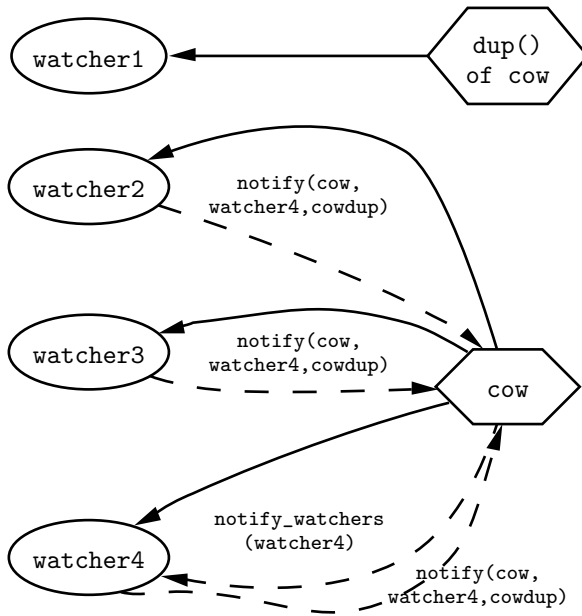 watcher1
dup()
of cow
watcher2
notify(cow,
watcher4,cowdup)
watcher3
notify(cow,
watcher4,cowdup)
cow
notify_watchers
(watcher4)
watcher4
notify(cow,
watcher4,cowdup)